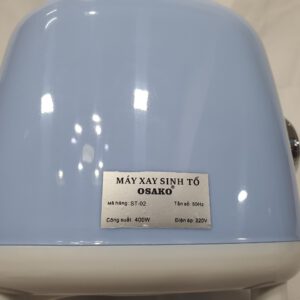 MÁY XAY SINH TỐ
OSAKO®
Mã hàng: ST-02 Tần số: 50Hz
Công suất: 400W Điện áp: 220V